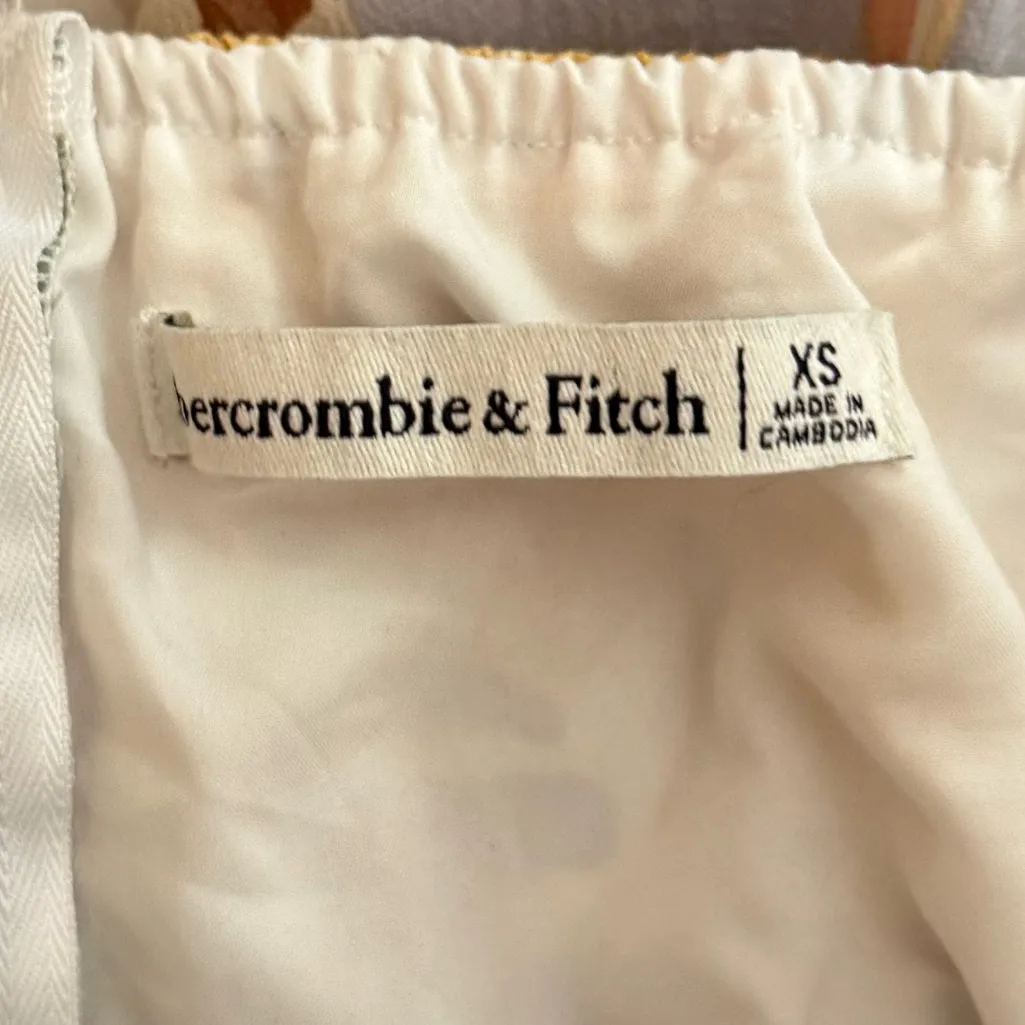 bercrombie & Fitch
XS
MADE IN
CAMBODIA